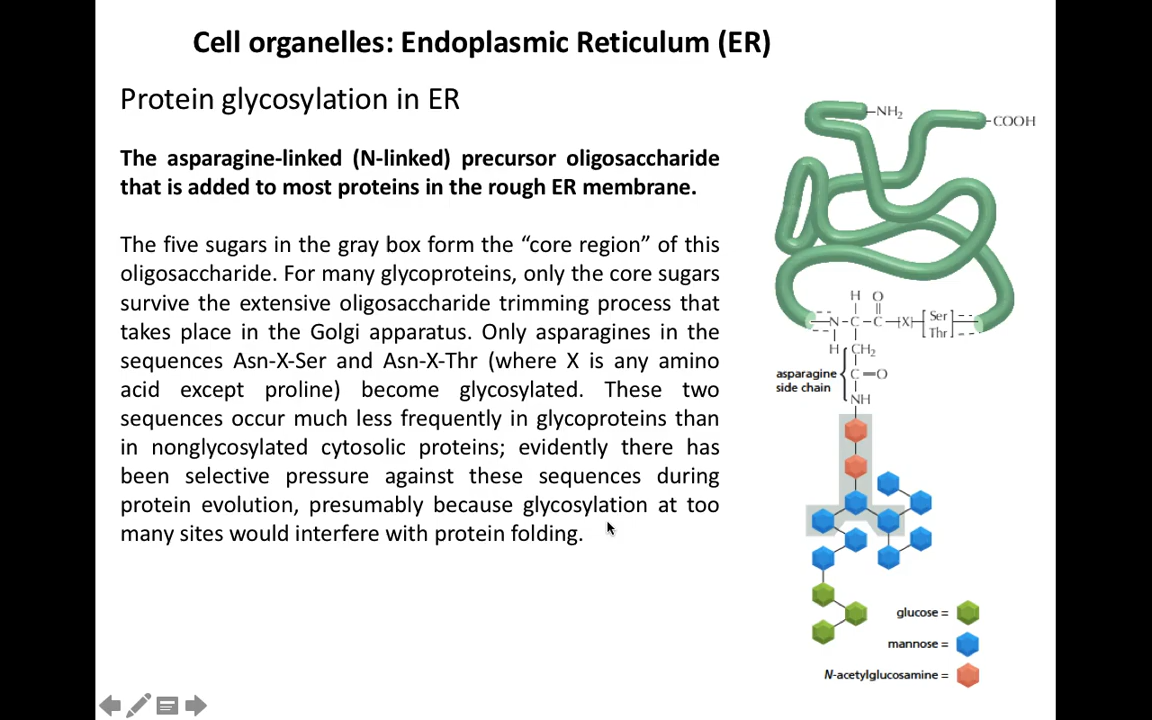 Cell organelles: Endoplasmic Reticulum (ER)
Protein glycosylation in ER
The asparagine-linked (N-linked) precursor oligosaccharide
that is added to most proteins in the rough ER membrane.
The five sugars in the gray box form the “core region” of this
oligosaccharide. For many glycoproteins, only the core sugars
survive the extensive oligosaccharide trimming process that
takes place in the Golgi apparatus. Only asparagines in the
sequences Asn-X-Ser and Asn-X-Thr (where X is any amino
acid except proline) become glycosylated. These two
sequences occur much less frequently in glycoproteins than
in nonglycosylated cytosolic proteins; evidently there has
been selective pressure against these sequences during
protein evolution, presumably because glycosylation at too
many sites would interfere with protein folding.
NH2
COOH
H O
N-C-C-[X]-[Ser
Thr]
H CH2
asparagine
side chain
C=O
NH
glucose =
mannose =
N-acetylglucosamine =